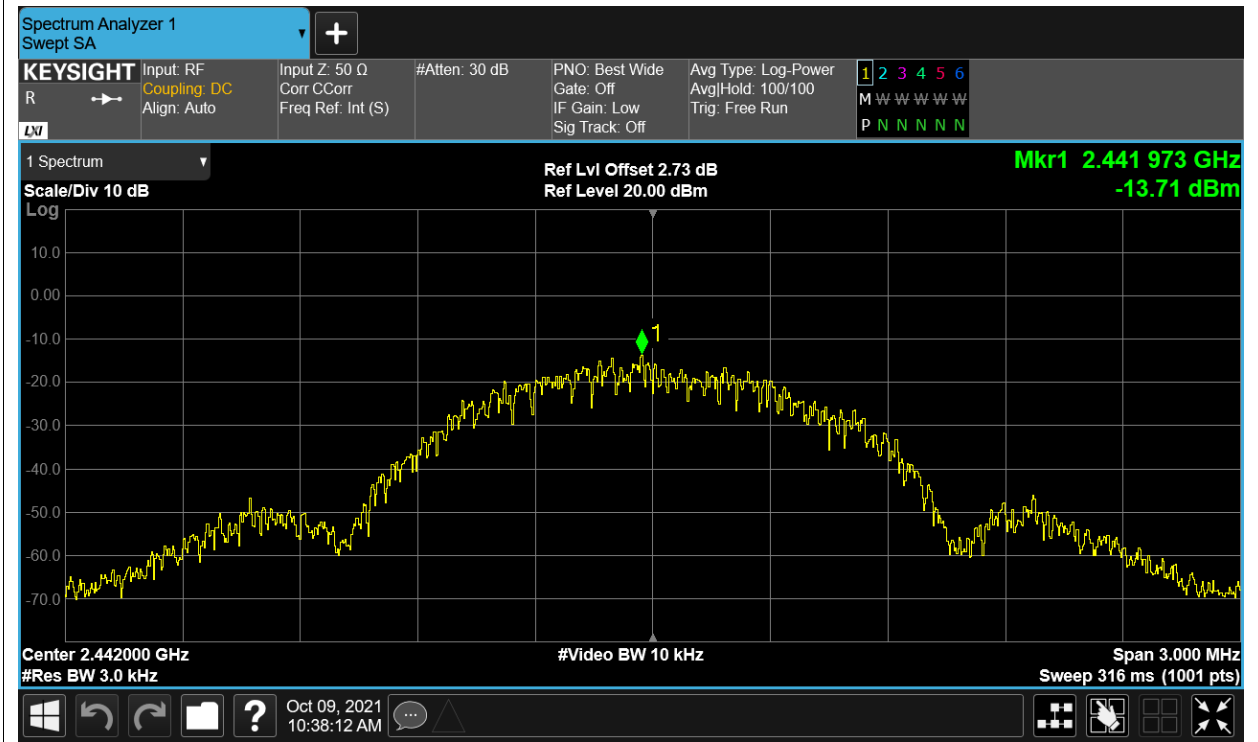 Spectrum Analyzer 1
Swept SA
KEYSIGHT
R
LXI
Input: RF
Coupling: DC
Align: Auto
Input Z: 50 Ω
Corr CCorr
Freq Ref: Int (S)
#Atten: 30 dB
PNO: Best Wide
Gate: Off
IF Gain: Low
Sig Track: Off
Avg Type: Log-Power
Avg|Hold: 100/100
Trig: Free Run
1 2 3 4 5 6
M W W W W W
P N N N N N
1 Spectrum
Scale/Div 10 dB
Log
Ref Lvl Offset 2.73 dB
Ref Level 20.00 dBm
Mkr1 2.441 973 GHz
-13.71 dBm
10.0
0.00
-10.0
1
-20.0
-30.0
-40.0
-50.0
-60.0
-70.0
Center 2.442000 GHz
#Video BW 10 kHz
Span 3.000 MHz
#Res BW 3.0 kHz
Sweep 316 ms (1001 pts)
?
Oct 09, 2021
10:38:12 AM